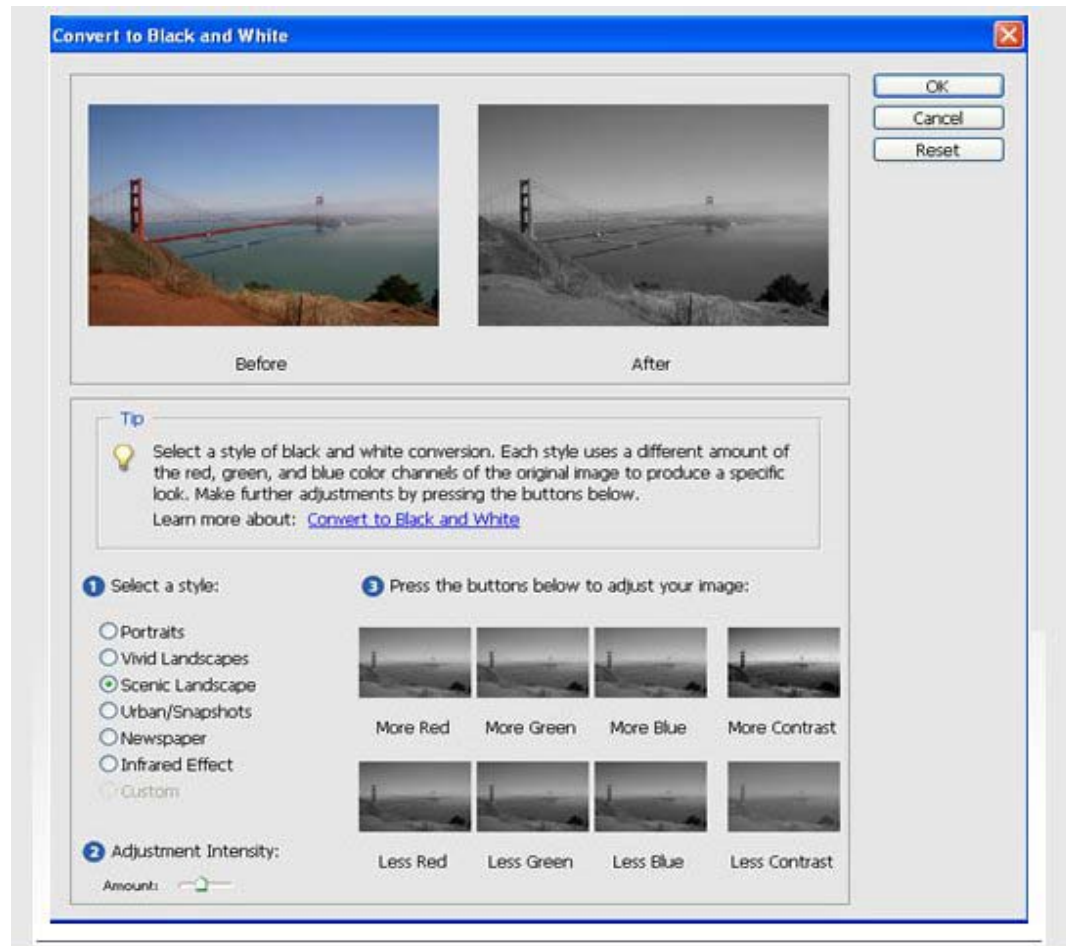 Convert to Black and White
OK
Cancel
Reset
Before
After
Tip
Select a style of black and white conversion. Each style uses a different amount of
the red, green, and blue color channels of the original image to produce a specific
look. Make further adjustments by pressing the buttons below.
Learn more about: Convert to Black and White
1 Select a style:
Portraits
Vivid Landscapes
Scenic Landscape
Urban/Snapshots
Newspaper
Infrared Effect
Custom
2 Adjustment Intensity:
Amount:
3 Press the buttons below to adjust your image:
More Red More Green More Blue More Contrast
Less Red Less Green Less Blue Less Contrast